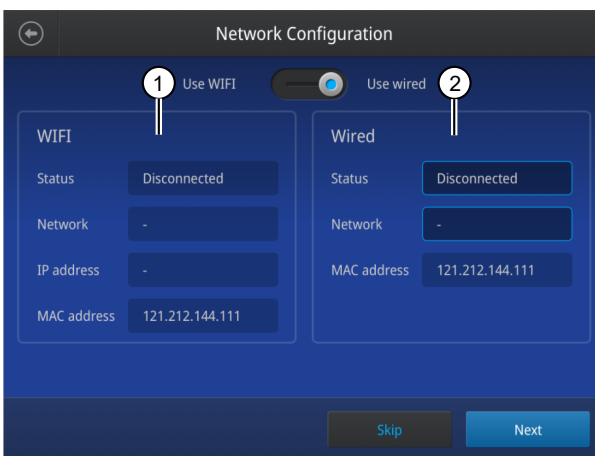 Network Configuration
1 Use WIFI Use wired 2
WIFI
Status Disconnected
Network -
IP address -
MAC address 121.212.144.111
Wired
Status Disconnected
Network -
MAC address 121.212.144.111
Skip Next